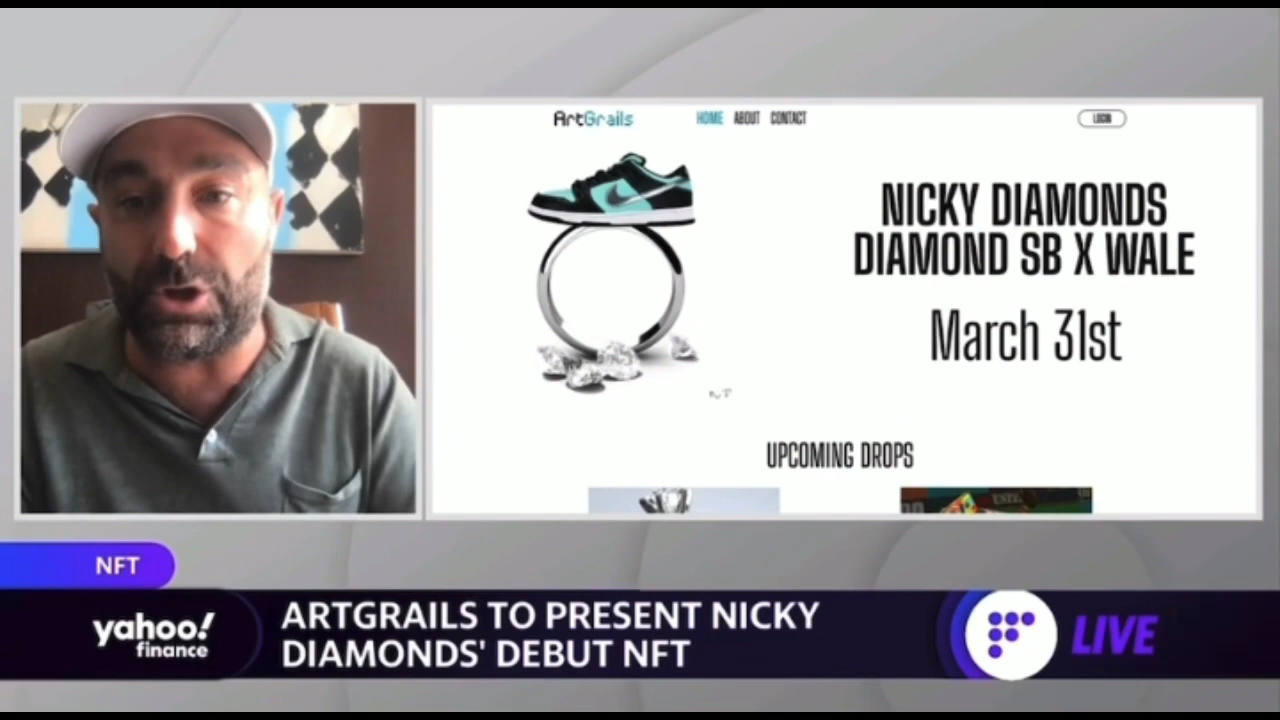 ArtGrails
HOME ABOUT CONTACT
LOGIN
NICKY DIAMONDS
DIAMOND SB X WALE
March 31st
UPCOMING DROPS
NFT
yahoo!
finance
ARTGRAILS TO PRESENT NICKY
DIAMONDS' DEBUT NFT
LIVE